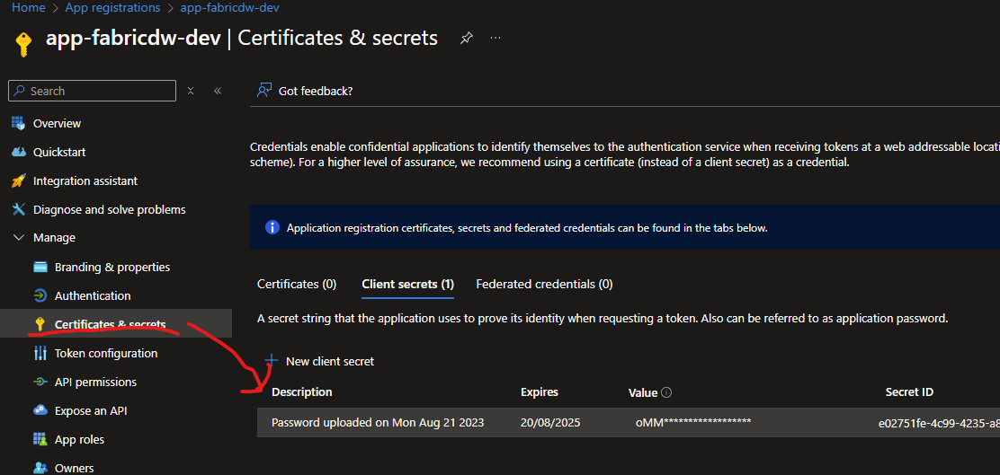 Home > App registrations > app-fabricdw-dev
app-fabricdw-dev | Certificates & secrets
Search
Got feedback?
Overview
Quickstart
Integration assistant
Diagnose and solve problems
Manage
Branding & properties
Authentication
Certificates & secrets
Token configuration
API permissions
Expose an API
App roles
Owners
Credentials enable confidential applications to identify themselves to the authentication service when receiving tokens at a web addressable
scheme). For a higher level of assurance, we recommend using a certificate (instead of a client secret) as a credential.
Application registration certificates, secrets and federated credentials can be found in the tabs below.
Certificates (0) Client secrets (1) Federated credentials (0)
A secret string that the application uses to prove its identity when requesting a token. Also can be referred to as application password.
New client secret
Description Expires Value Secret ID
Password uploaded on Mon Aug 21 2023 20/08/2025 oMM****************** e02751fe-4c99-4235-a8